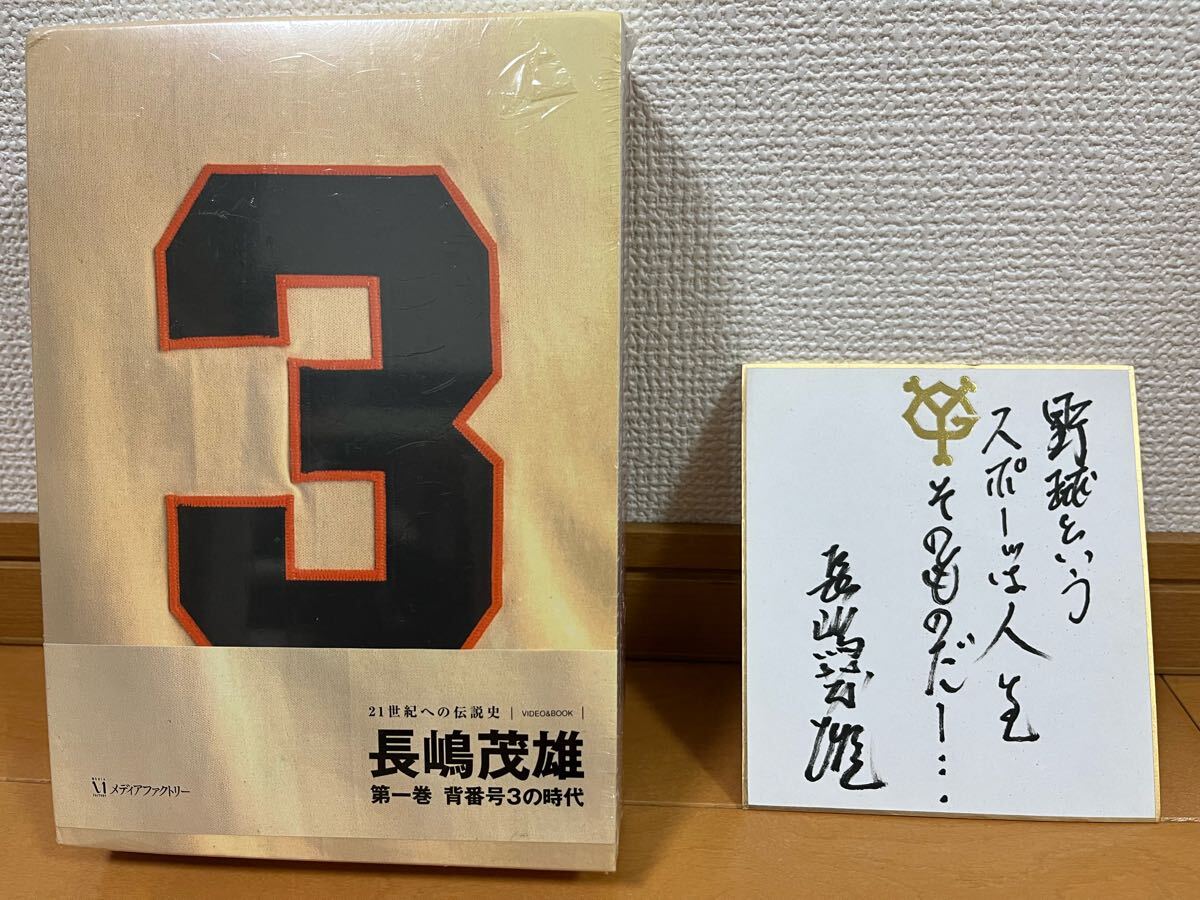 3
21世紀への伝説史 | VIDEO&BOOK |
長嶋茂雄
第一巻 背番号3の時代
MEDIA FACTORY
メディアファクトリー
野球という
スポーツは人生
そのものだー…
長嶋茂雄